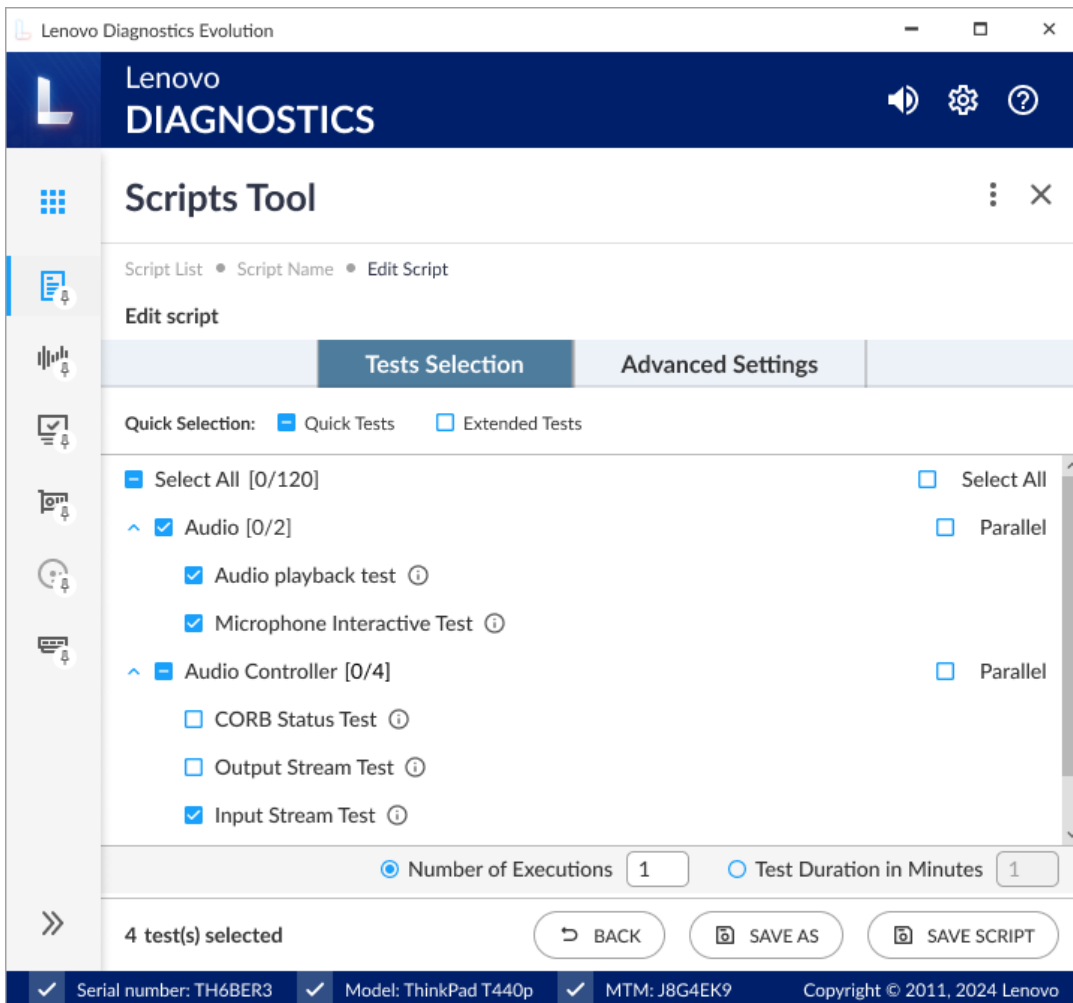 Lenovo Diagnostics Evolution
Lenovo
DIAGNOSTICS
Scripts Tool
Script List • Script Name • Edit Script
Edit script
Tests Selection Advanced Settings
Quick Selection: Quick Tests Extended Tests
Select All [0/120] Select All
Audio [0/2] Parallel
Audio playback test
Microphone Interactive Test
Audio Controller [0/4] Parallel
CORB Status Test
Output Stream Test
Input Stream Test
Number of Executions 1 Test Duration in Minutes 1
4 test(s) selected BACK SAVE AS SAVE SCRIPT
Serial number: TH6BER3 Model: ThinkPad T440p MTM: J8G4EK9 Copyright © 2011, 2024 Lenovo